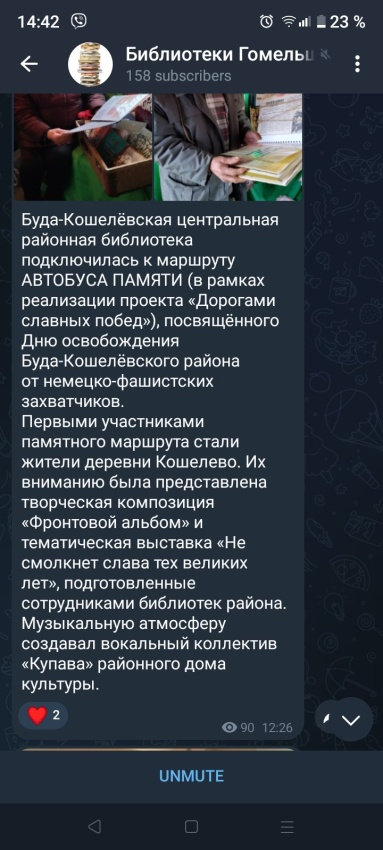 14:42
23 %
Библиотеки Гомельщ
158 subscribers
Буда-Кошелёвская центральная
районная библиотека
подключилась к маршруту
АВТОБУСА ПАМЯТИ (в рамках
реализации проекта «Дорогами
славных побед»), посвящённого
Дню освобождения
Буда-Кошелёвского района
от немецко-фашистских
захватчиков.
Первыми участниками
памятного маршрута стали
жители деревни Кошелево. Их
вниманию была представлена
творческая композиция
«Фронтовой альбом» и
тематическая выставка «Не
смолкнет слава тех великих
лет», подготовленные
сотрудниками библиотек района.
Музыкальную атмосферу
создавал вокальный коллектив
«Купава» районного дома
культуры.
2
90 12:26
UNMUTE